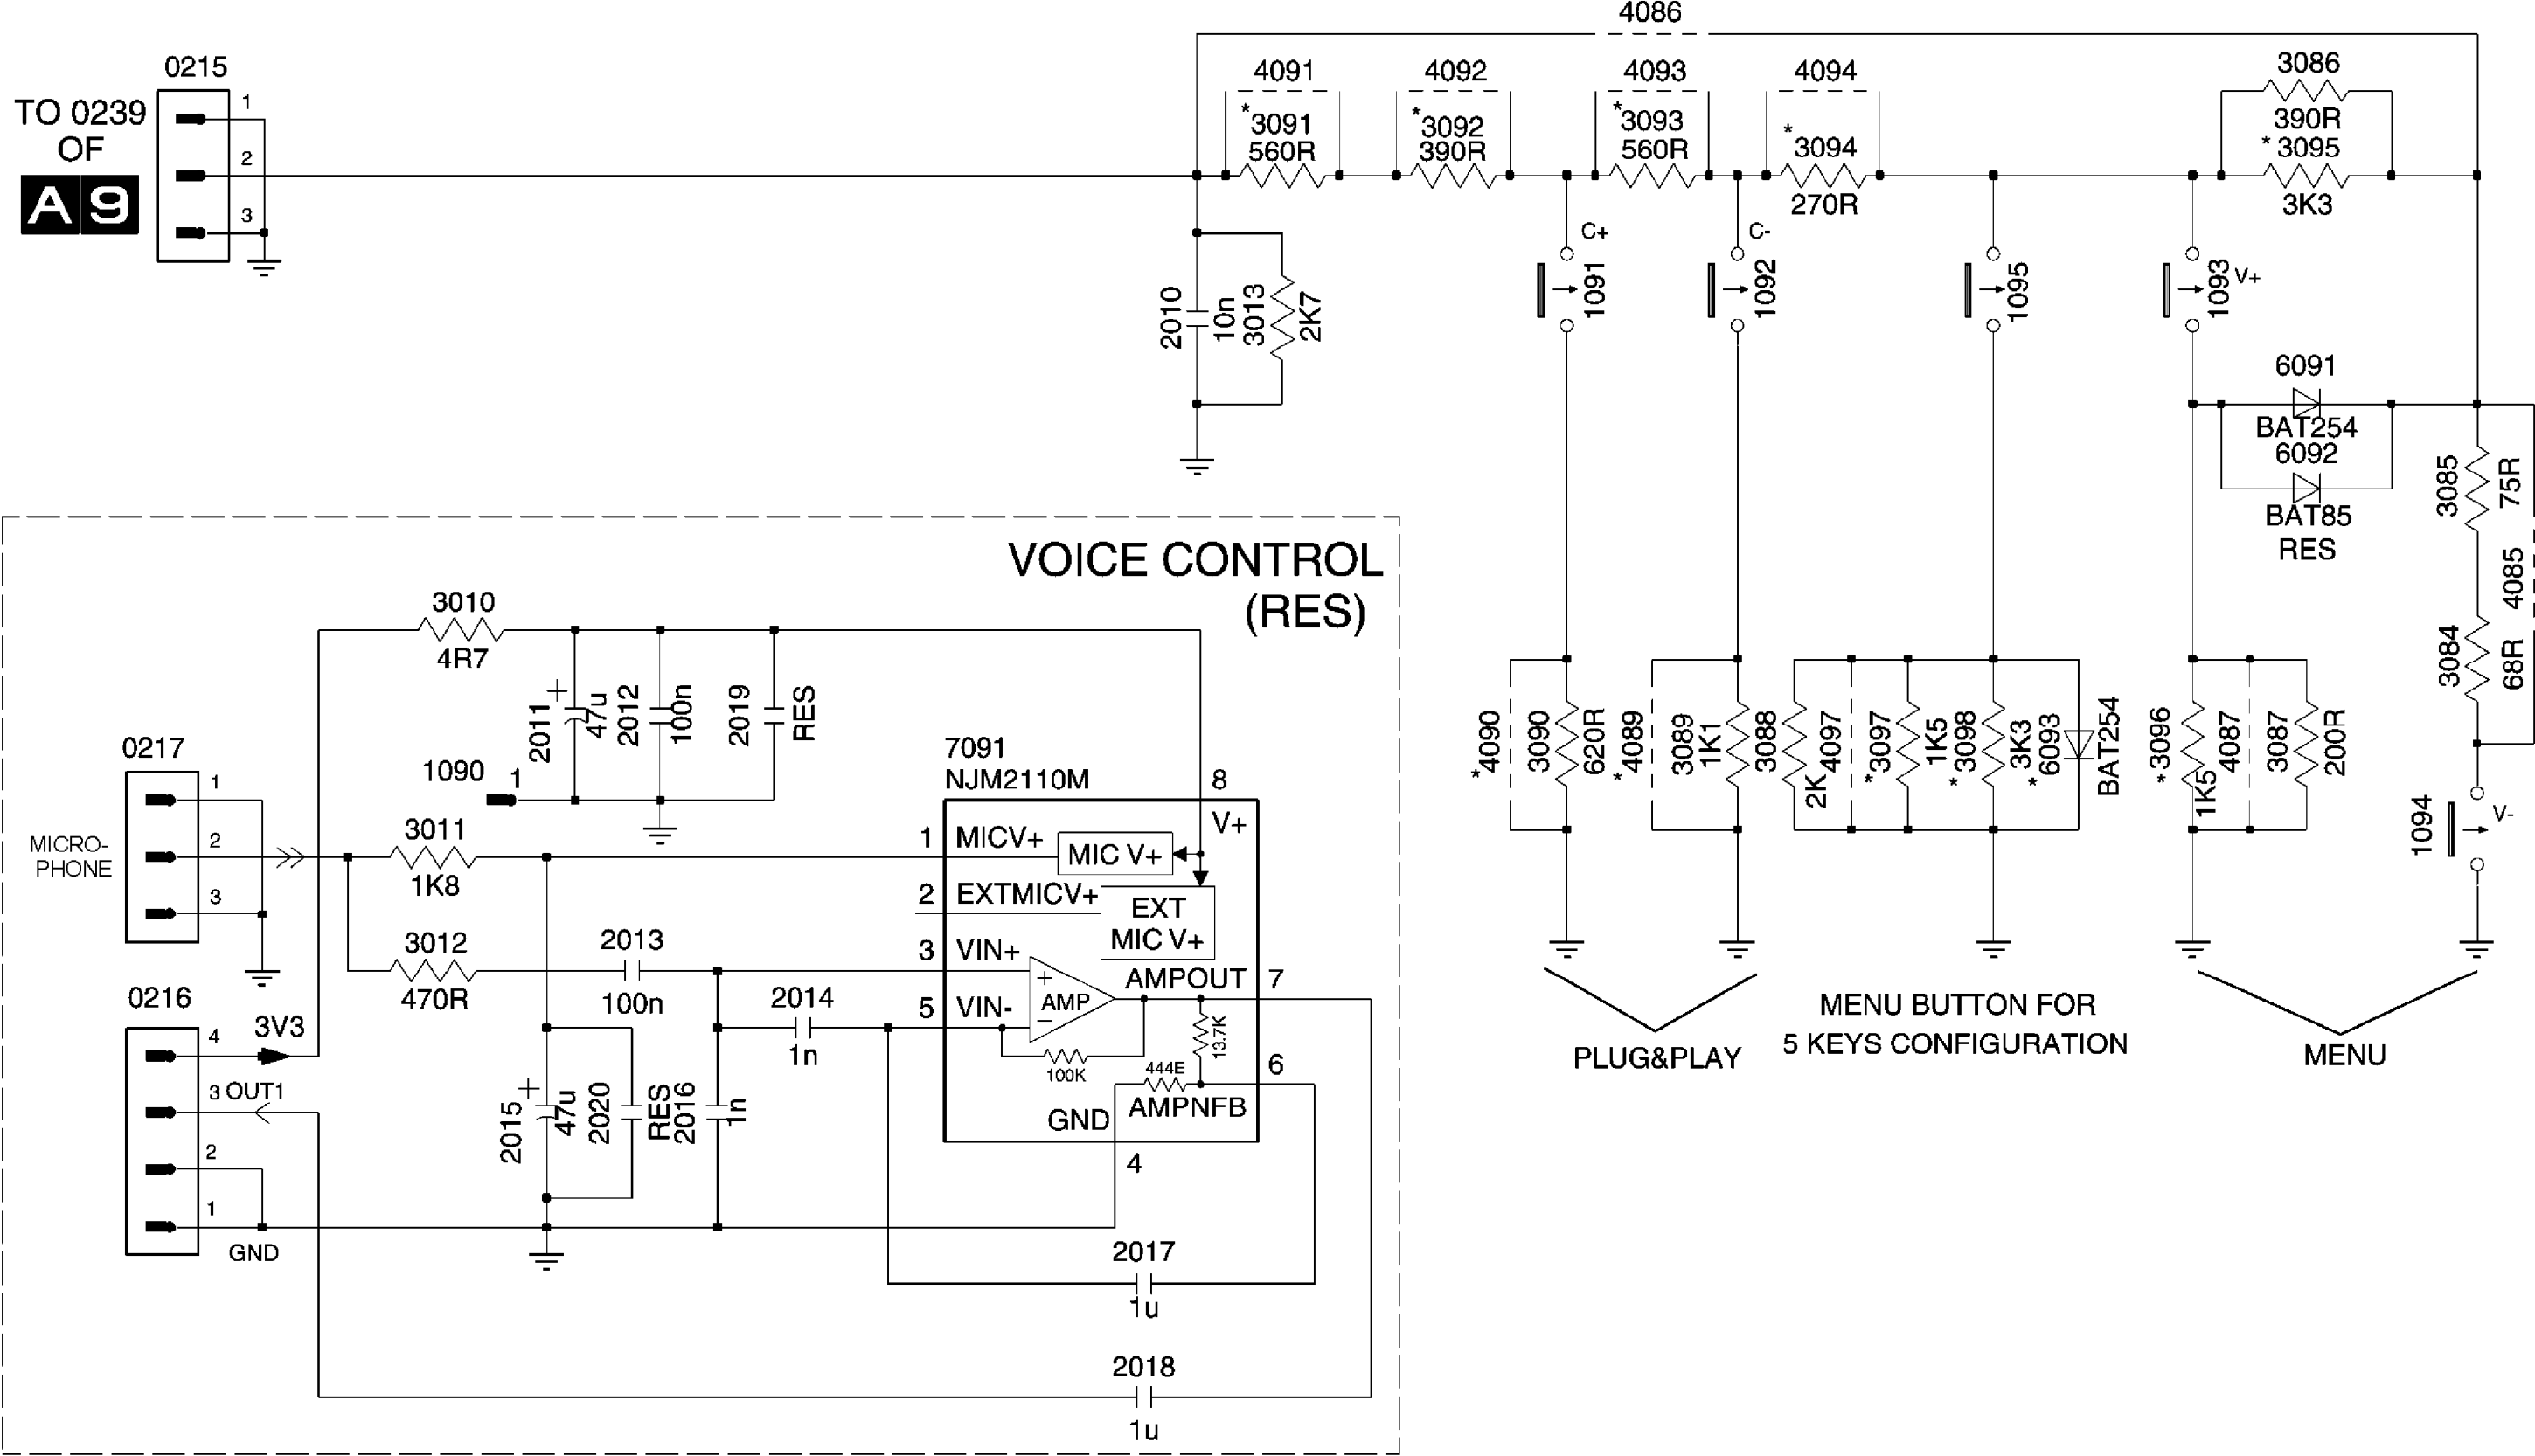 4086
0215
TO 0239
OF
A 9
1
2
3
4091
4092
4093
4094
*3091
560R
*3092
390R
*3093
560R
*3094
270R
3086
390R
*3095
3K3
2010
10n
3013
2K7
C+
1091
C-
1092
1095
1093
V+
6091
BAT254
6092
BAT85
RES
3085
75R
4085
3084
68R
VOICE CONTROL
(RES)
3010
4R7
2011
+
47u
2012
100n
2019
RES
0217
1
2
3
MICRO-
PHONE
1090
1
3011
1K8
3012
470R
2013
100n
2014
1n
7091
NJM2110M
8
V+
1
MICV+
MIC V+
2
EXTMICV+
EXT
MIC V+
3
VIN+
5
VIN-
+
AMP
−
AMPOUT
7
13.7K
100K
444E
6
AMPNFB
GND
4
0216
4
3V3
3 OUT1
2
1
GND
2015
+
47u
2020
RES
2016
1n
2017
1u
2018
1u
*4090
3090
620R
*4089
3089
1K1
3088
2K
4097
*3097
1K5
*3098
3K3
*6093
BAT254
*3096
1K5
4087
3087
200R
1094
V-
PLUG&PLAY
MENU BUTTON FOR
5 KEYS CONFIGURATION
MENU